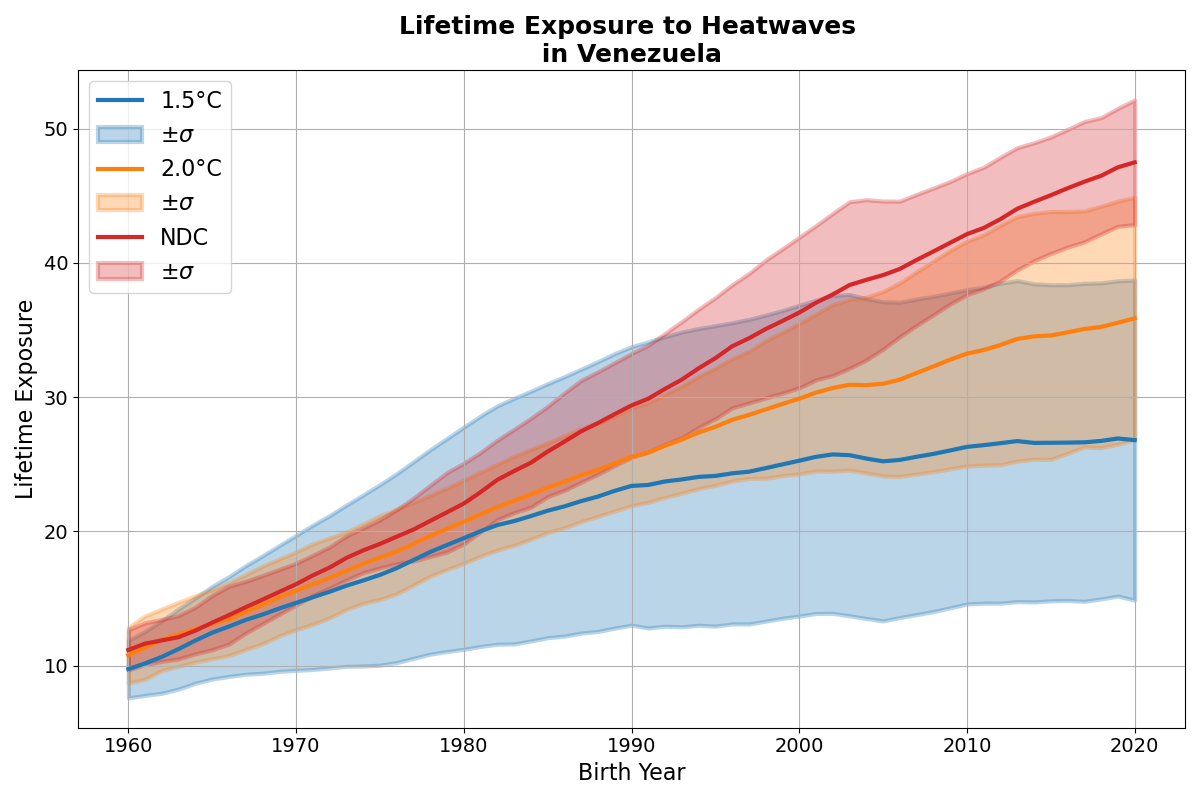 Lifetime Exposure to Heatwaves
in Venezuela
1.5°C
±σ
2.0°C
±σ
NDC
±σ
Lifetime Exposure
50
40
30
20
10
1960
1970
1980
1990
2000
2010
2020
Birth Year